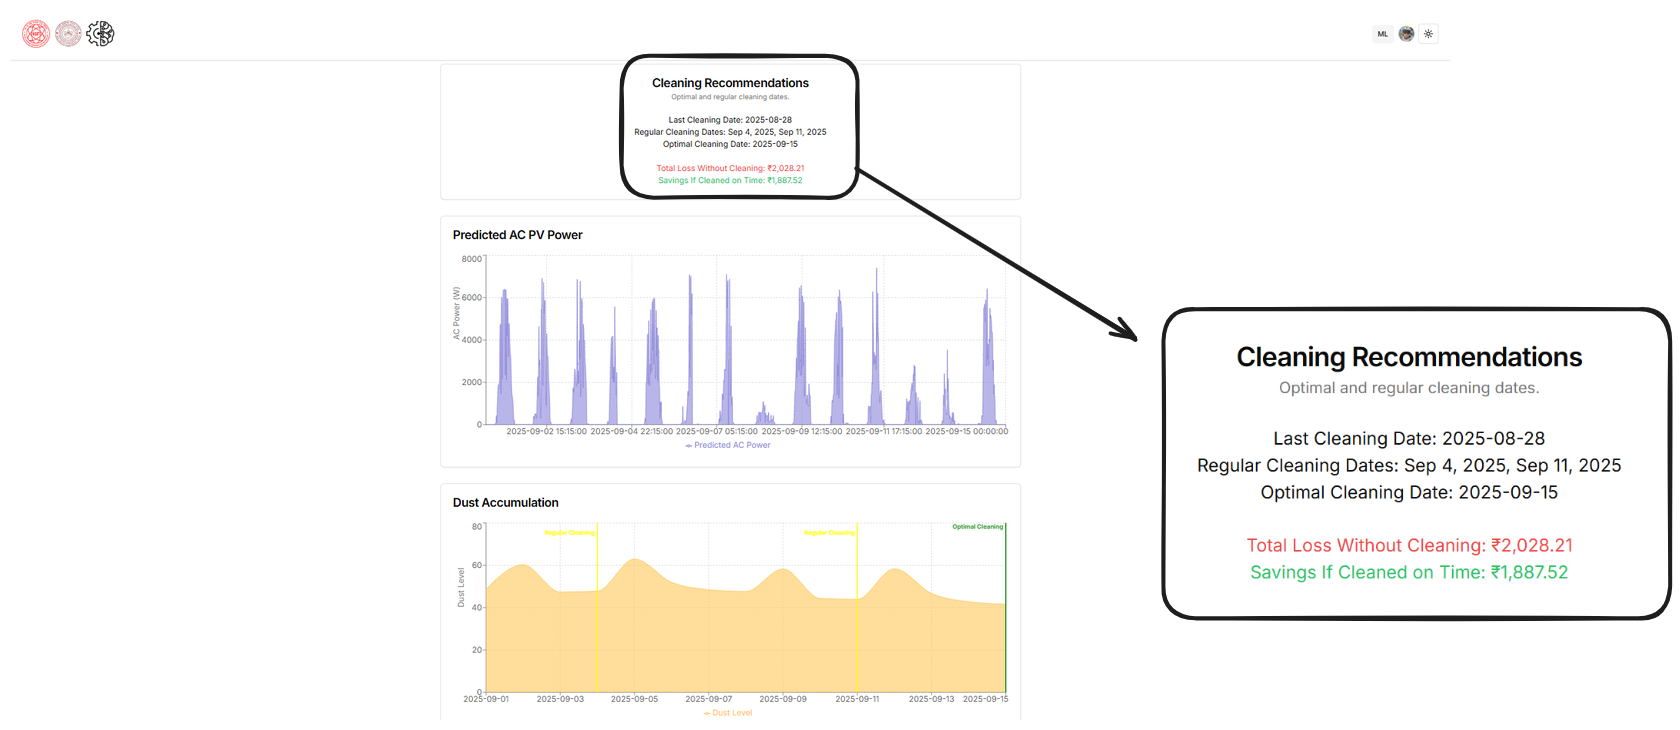 ML
Cleaning Recommendations
Optimal and regular cleaning dates.
Last Cleaning Date: 2025-08-28
Regular Cleaning Dates: Sep 4, 2025, Sep 11, 2025
Optimal Cleaning Date: 2025-09-15
Total Loss Without Cleaning: ₹2,028.21
Savings If Cleaned on Time: ₹1,887.52
Predicted AC PV Power
8000
6000
4000
2000
0
AC Power (W)
2025-09-02 15:15:00 2025-09-04 22:15:00 2025-09-07 05:15:00 2025-09-09 12:15:00 2025-09-11 17:15:00 2025-09-15 00:00:00
Predicted AC Power
Cleaning Recommendations
Optimal and regular cleaning dates.
Last Cleaning Date: 2025-08-28
Regular Cleaning Dates: Sep 4, 2025, Sep 11, 2025
Optimal Cleaning Date: 2025-09-15
Total Loss Without Cleaning: ₹2,028.21
Savings If Cleaned on Time: ₹1,887.52
Dust Accumulation
80
60
40
20
0
Dust Level
Regular Cleaning
Regular Cleaning
Optimal Cleaning
2025-09-01 2025-09-03 2025-09-05 2025-09-07 2025-09-09 2025-09-11 2025-09-13 2025-09-15
Dust Level